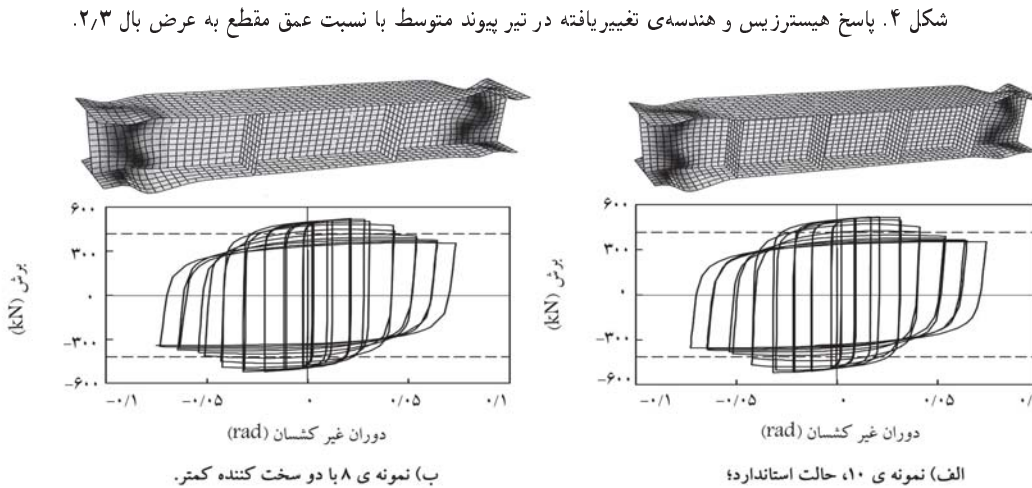 شکل ۴. پاسخ هیسترزیس و هندسه‌ی تغییریافته در تیر پیوند متوسط با نسبت عمق مقطع به عرض بال ۲٫۳.
۶۰۰
۳۰۰
۰
-۳۰۰
-۶۰۰
برش (kN)
-۰/۱
-۰/۰۵
۰
۰/۰۵
۰/
دوران غیر کشسان (rad)
الف) نمونه ی ۱۰، حالت استاندارد؛
۶۰۰
۳۰۰
۰
-۳۰۰
-۶۰۰
برش (kN)
-۰/۱
-۰/۰۵
۰
۰/۰۵
۰/۱
دوران غیر کشسان (rad)
ب) نمونه ی ۸ با دو سخت کننده کمتر.